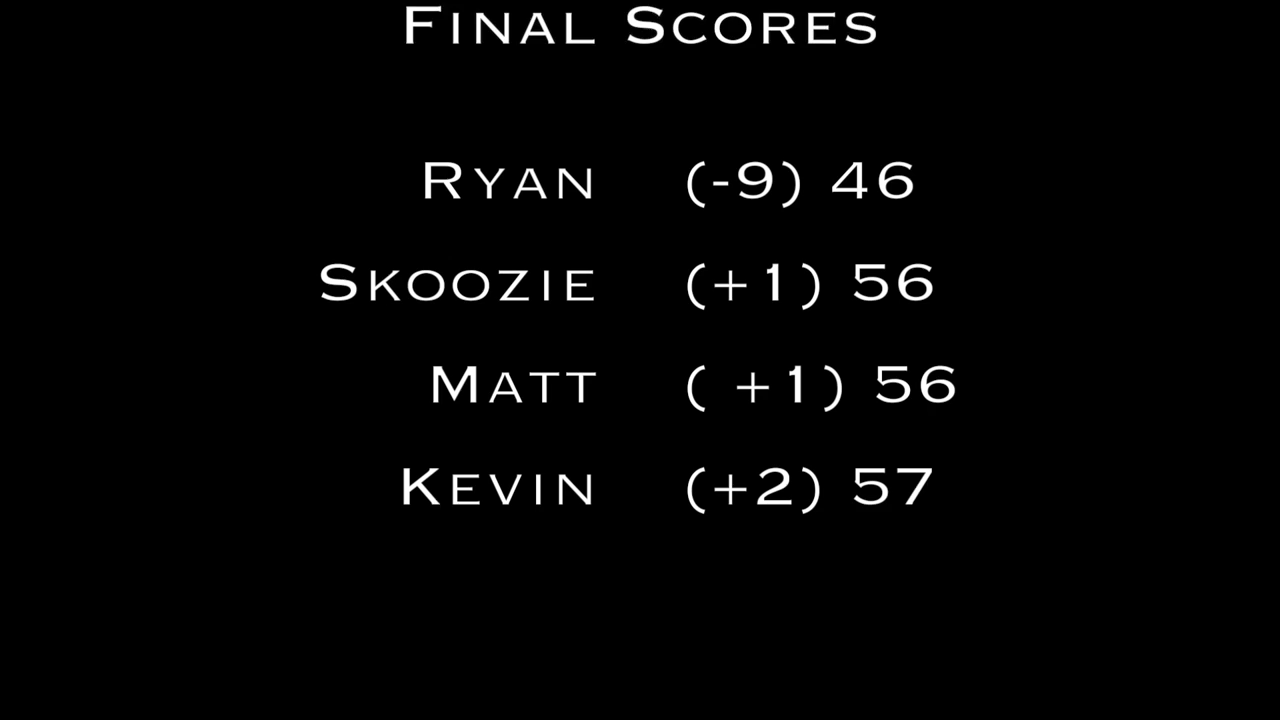 Final Scores
Ryan (-9) 46
Skoozie (+1) 56
Matt ( +1) 56
Kevin (+2) 57